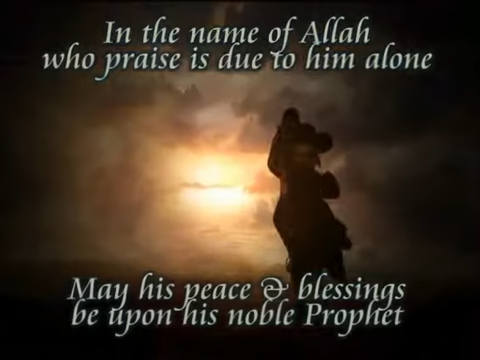 In the name of Allah
who praise is due to him alone
May his peace & blessings
be upon his noble Prophet